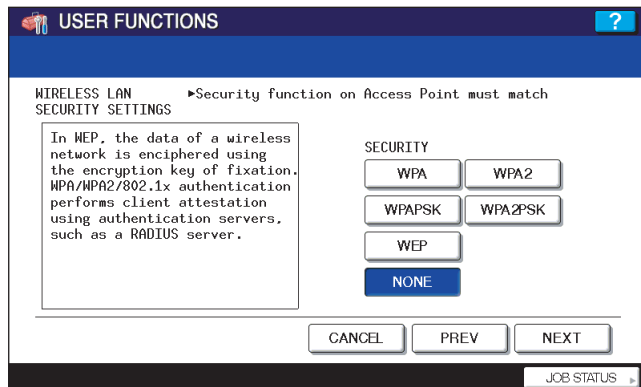 USER FUNCTIONS
?
WIRELESS LAN ►Security function on Access Point must match
SECURITY SETTINGS
In WEP, the data of a wireless
network is enciphered using
the encryption key of fixation.
WPA/WPA2/802.1x authentication
performs client attestation
using authentication servers,
such as a RADIUS server.
SECURITY
WPA WPA2
WPAPSK WPA2PSK
WEP
NONE
CANCEL PREV NEXT
JOB STATUS